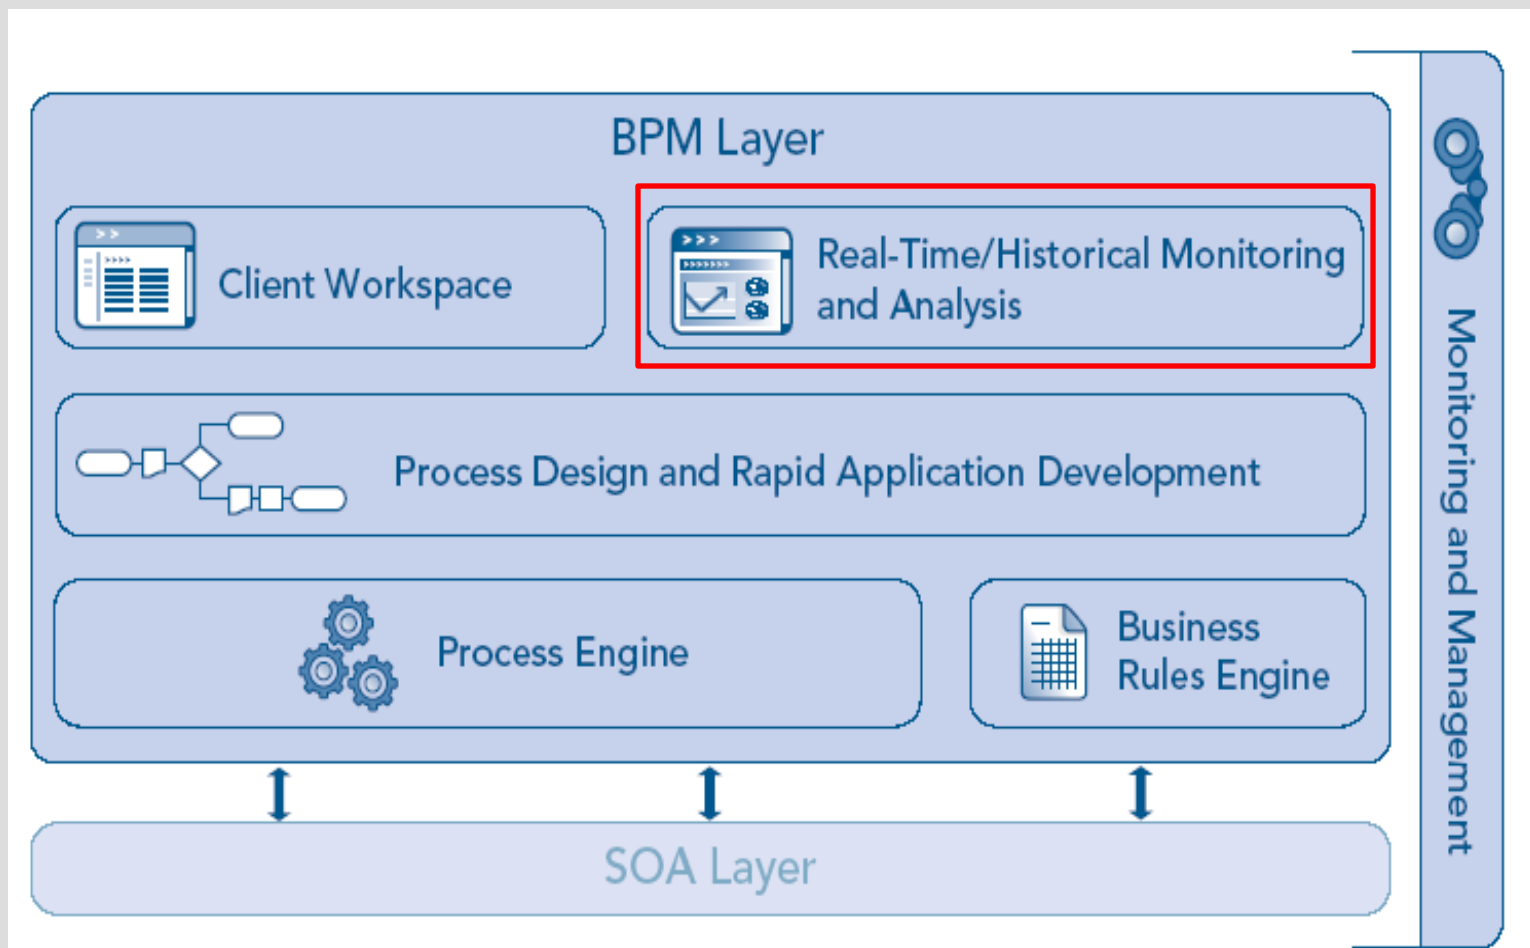 BPM Layer
Client Workspace
Real-Time/Historical Monitoring
and Analysis
Process Design and Rapid Application Development
Process Engine
Business
Rules Engine
SOA Layer
Monitoring and Management